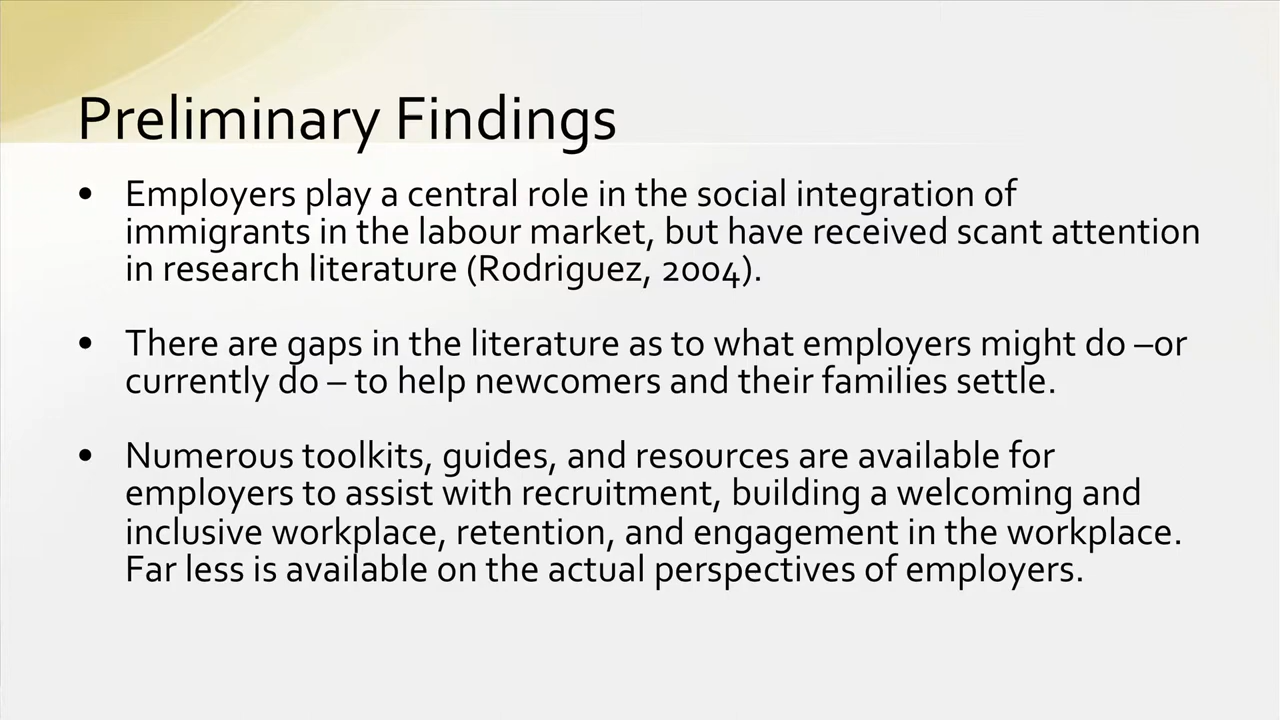 Preliminary Findings
• Employers play a central role in the social integration of
immigrants in the labour market, but have received scant attention
in research literature (Rodriguez, 2004).
• There are gaps in the literature as to what employers might do –or
currently do – to help newcomers and their families settle.
• Numerous toolkits, guides, and resources are available for
employers to assist with recruitment, building a welcoming and
inclusive workplace, retention, and engagement in the workplace.
Far less is available on the actual perspectives of employers.